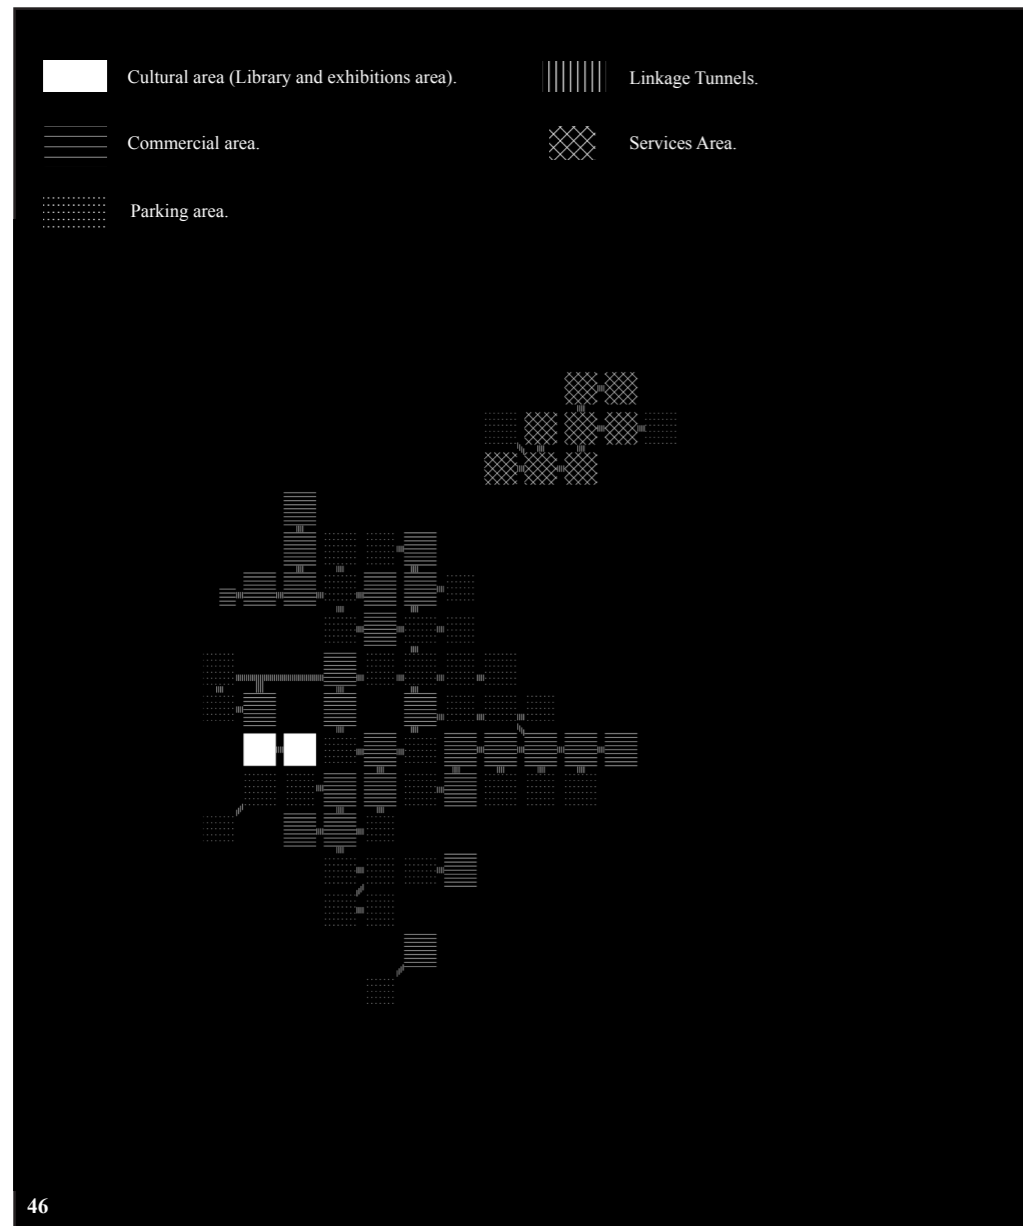 Cultural area (Library and exhibitions area).
Linkage Tunnels.
Commercial area.
Services Area.
Parking area.
46